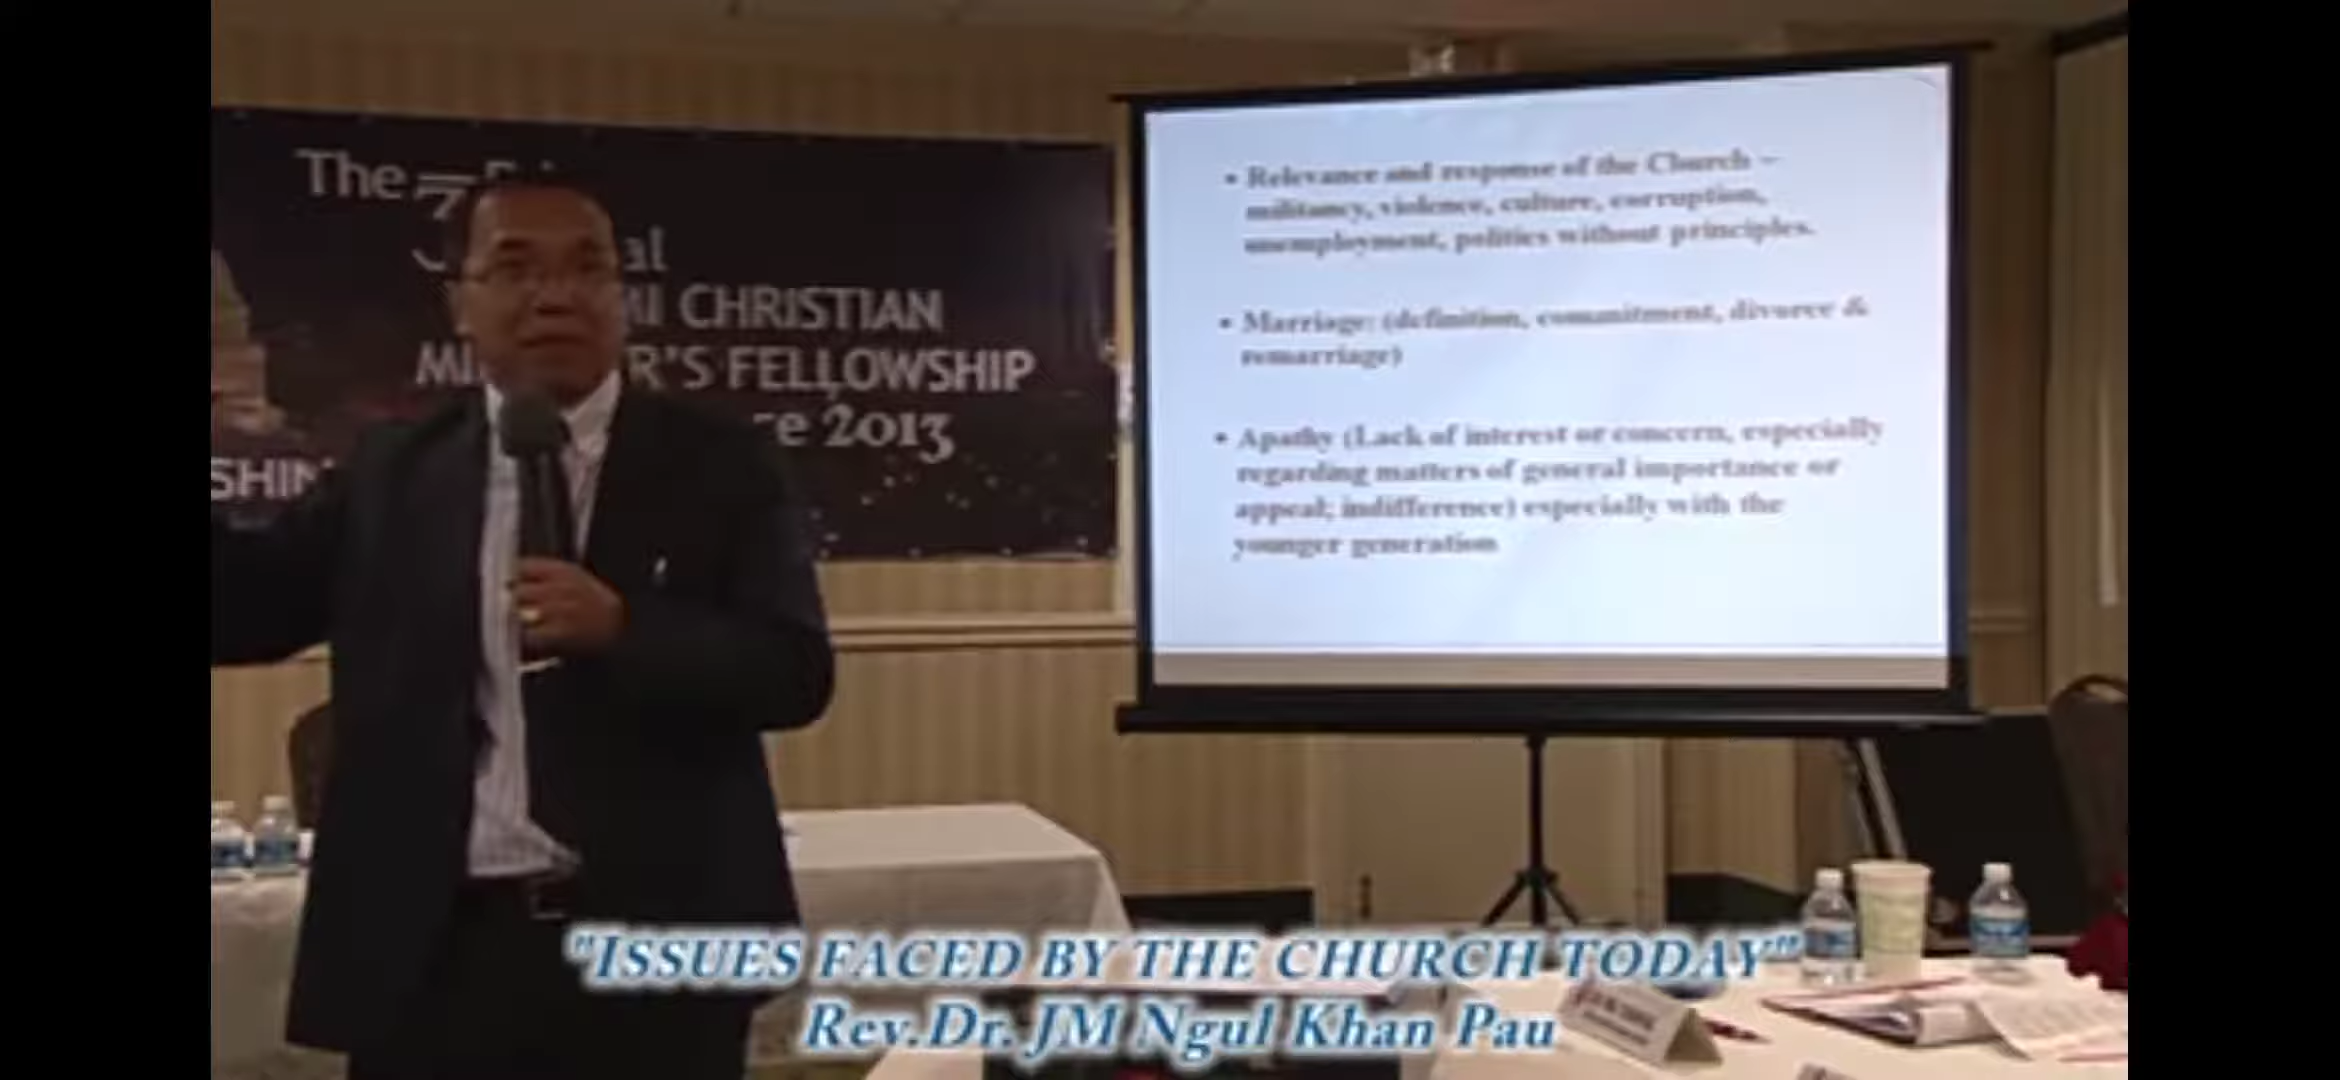 The
al
MI CHRISTIAN
R'S FELLOWSHIP
e 2013
SHIN
• Relevance and response of the Church –
militancy, violence, culture, corruption,
unemployment, politics without principles.
• Marriage: (definition, commitment, divorce &
remarriage)
• Apathy (Lack of interest or concern, especially
regarding matters of general importance or
appeal; indifference) especially with the
younger generation
"ISSUES FACED BY THE CHURCH TODAY"
Rev.Dr. JM Ngul Khan Pau